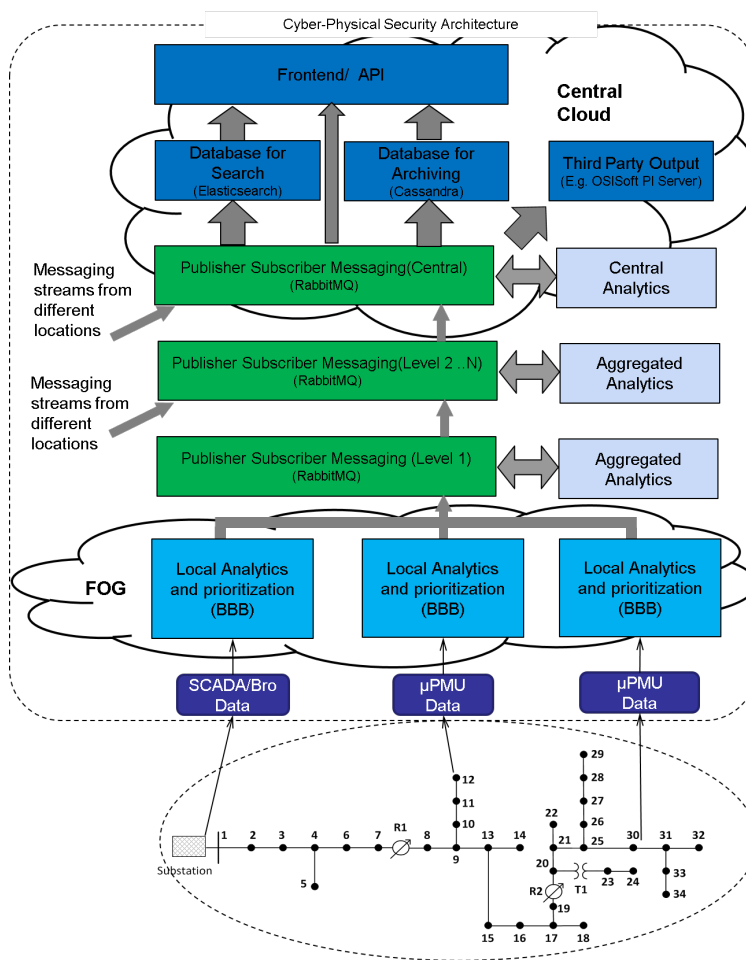 Cyber-Physical Security Architecture
Frontend/ API
Central
Cloud
Database for
Search
(Elasticsearch)
Database for
Archiving
(Cassandra)
Third Party Output
(E.g. OSISoft PI Server)
Messaging
streams from
different
locations
Publisher Subscriber Messaging(Central)
(RabbitMQ)
Central
Analytics
Messaging
streams from
different
locations
Publisher Subscriber Messaging(Level 2 ..N)
(RabbitMQ)
Aggregated
Analytics
Publisher Subscriber Messaging (Level 1)
(RabbitMQ)
Aggregated
Analytics
FOG
Local Analytics
and prioritization
(BBB)
Local Analytics
and prioritization
(BBB)
Local Analytics
and prioritization
(BBB)
SCADA/Bro
Data
µPMU
Data
µPMU
Data
29
12
28
11
27
22
10
26
1 2 3 4 6 7 R1 8 9 13 14
21 25 30 31 32
Substation
5
20
T1
23 24
33
R2
19
34
15 16 17 18